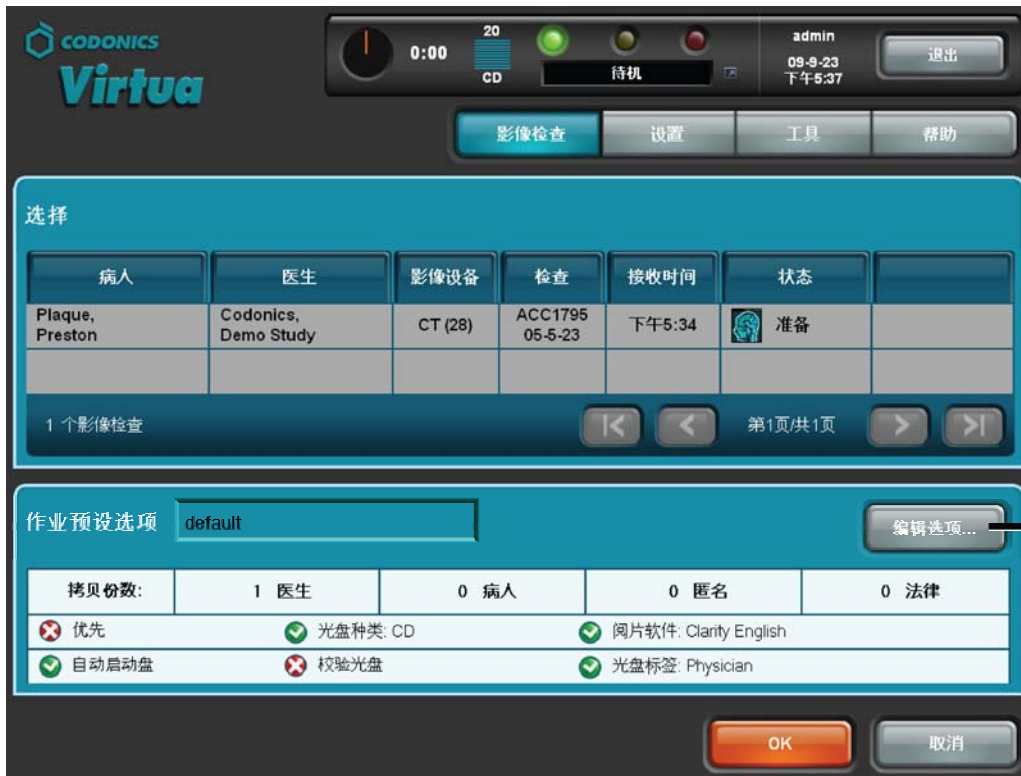 CODONICS
Virtua
0:00
20
CD
待机
admin
09-9-23
下午5:37
退出
影像检查
设置
工具
帮助
选择
病人
医生
影像设备
检查
接收时间
状态
Plaque,
Preston
Codonics,
Demo Study
CT (28)
ACC1795
05-5-23
下午5:34
准备
1 个影像检查
第1页/共1页
作业预设选项
default
编辑选项...
拷贝份数:
1 医生
0 病人
0 匿名
0 法律
优先
光盘种类: CD
阅片软件: Clarity English
自动启动盘
校验光盘
光盘标签: Physician
OK
取消